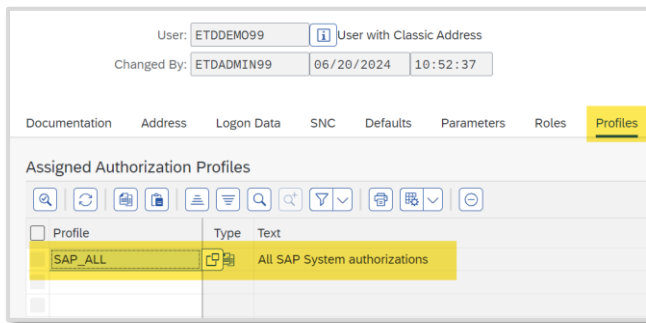 User: ETDDEMO99 User with Classic Address
Changed By: ETDADMIN99 06/20/2024 10:52:37
Documentation Address Logon Data SNC Defaults Parameters Roles Profiles
Assigned Authorization Profiles
Profile Type Text
SAP_ALL All SAP System authorizations